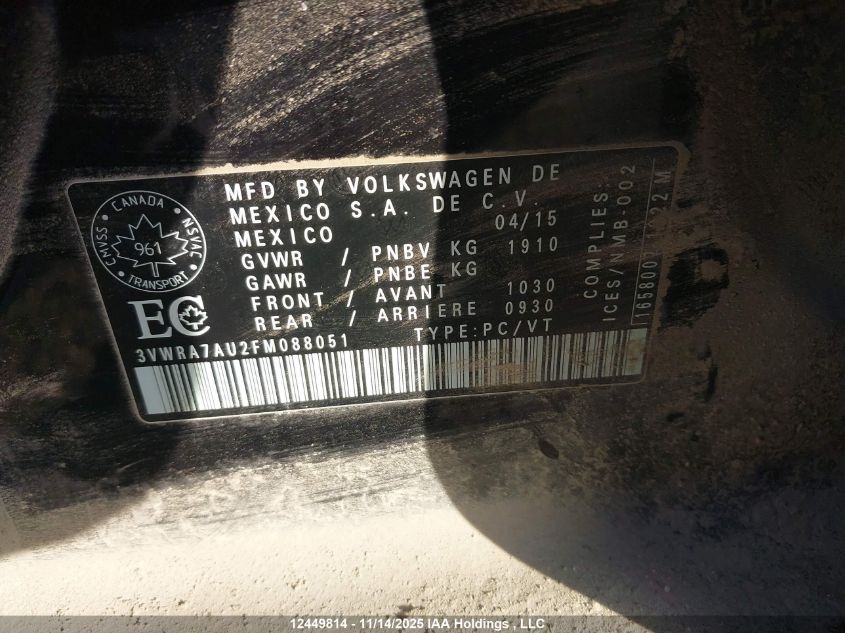 MFD BY VOLKSWAGEN DE
MEXICO S.A. DE C.V.
MEXICO 04/15
GVWR / PNBV KG 1910
GAWR / PNBE KG
FRONT / AVANT 1030
REAR / ARRIERE 0930
TYPE:PC/VT
CANADA
CMVSS
NSVAC
961
TRANSPORT
EC
3VWRA7AU2FM088051
COMPLIES:
ICES/NMB-002
12449814 - 11/14/2025 IAA Holdings , LLC